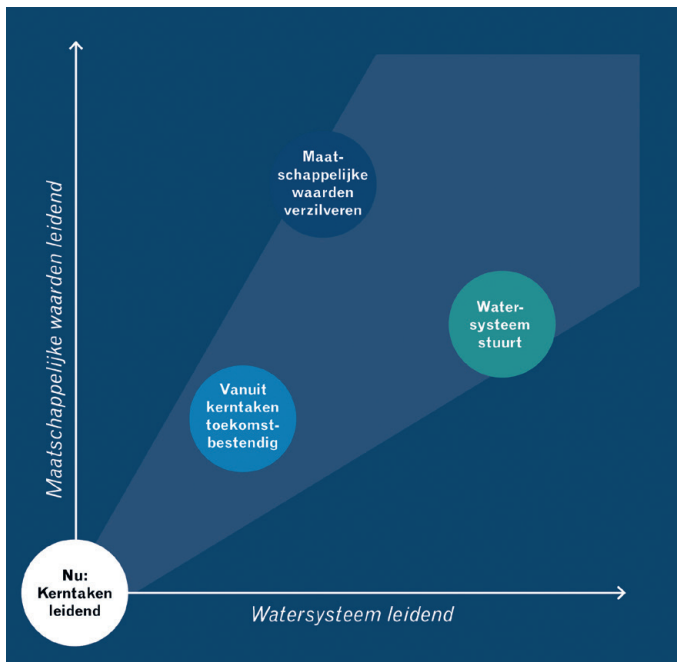 Maatschappelijke waarden leidend
Maat-
schappelijke
waarden
verzilveren
Water-
systeem
stuurt
Vanuit
kerntaken
toekomst-
bestendig
Nu:
Kerntaken
leidend
Watersysteem leidend